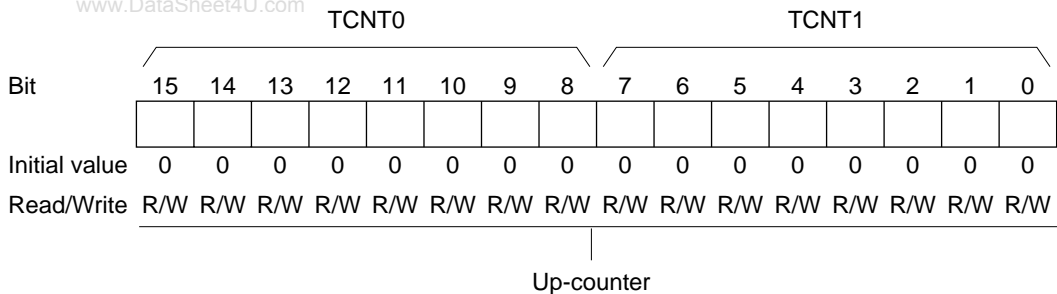 www.DataSheet4U.com
TCNT0 TCNT1
Bit 15 14 13 12 11 10 9 8 7 6 5 4 3 2 1 0
Initial value 0 0 0 0 0 0 0 0 0 0 0 0 0 0 0 0
Read/Write R/W R/W R/W R/W R/W R/W R/W R/W R/W R/W R/W R/W R/W R/W R/W R/W
Up-counter